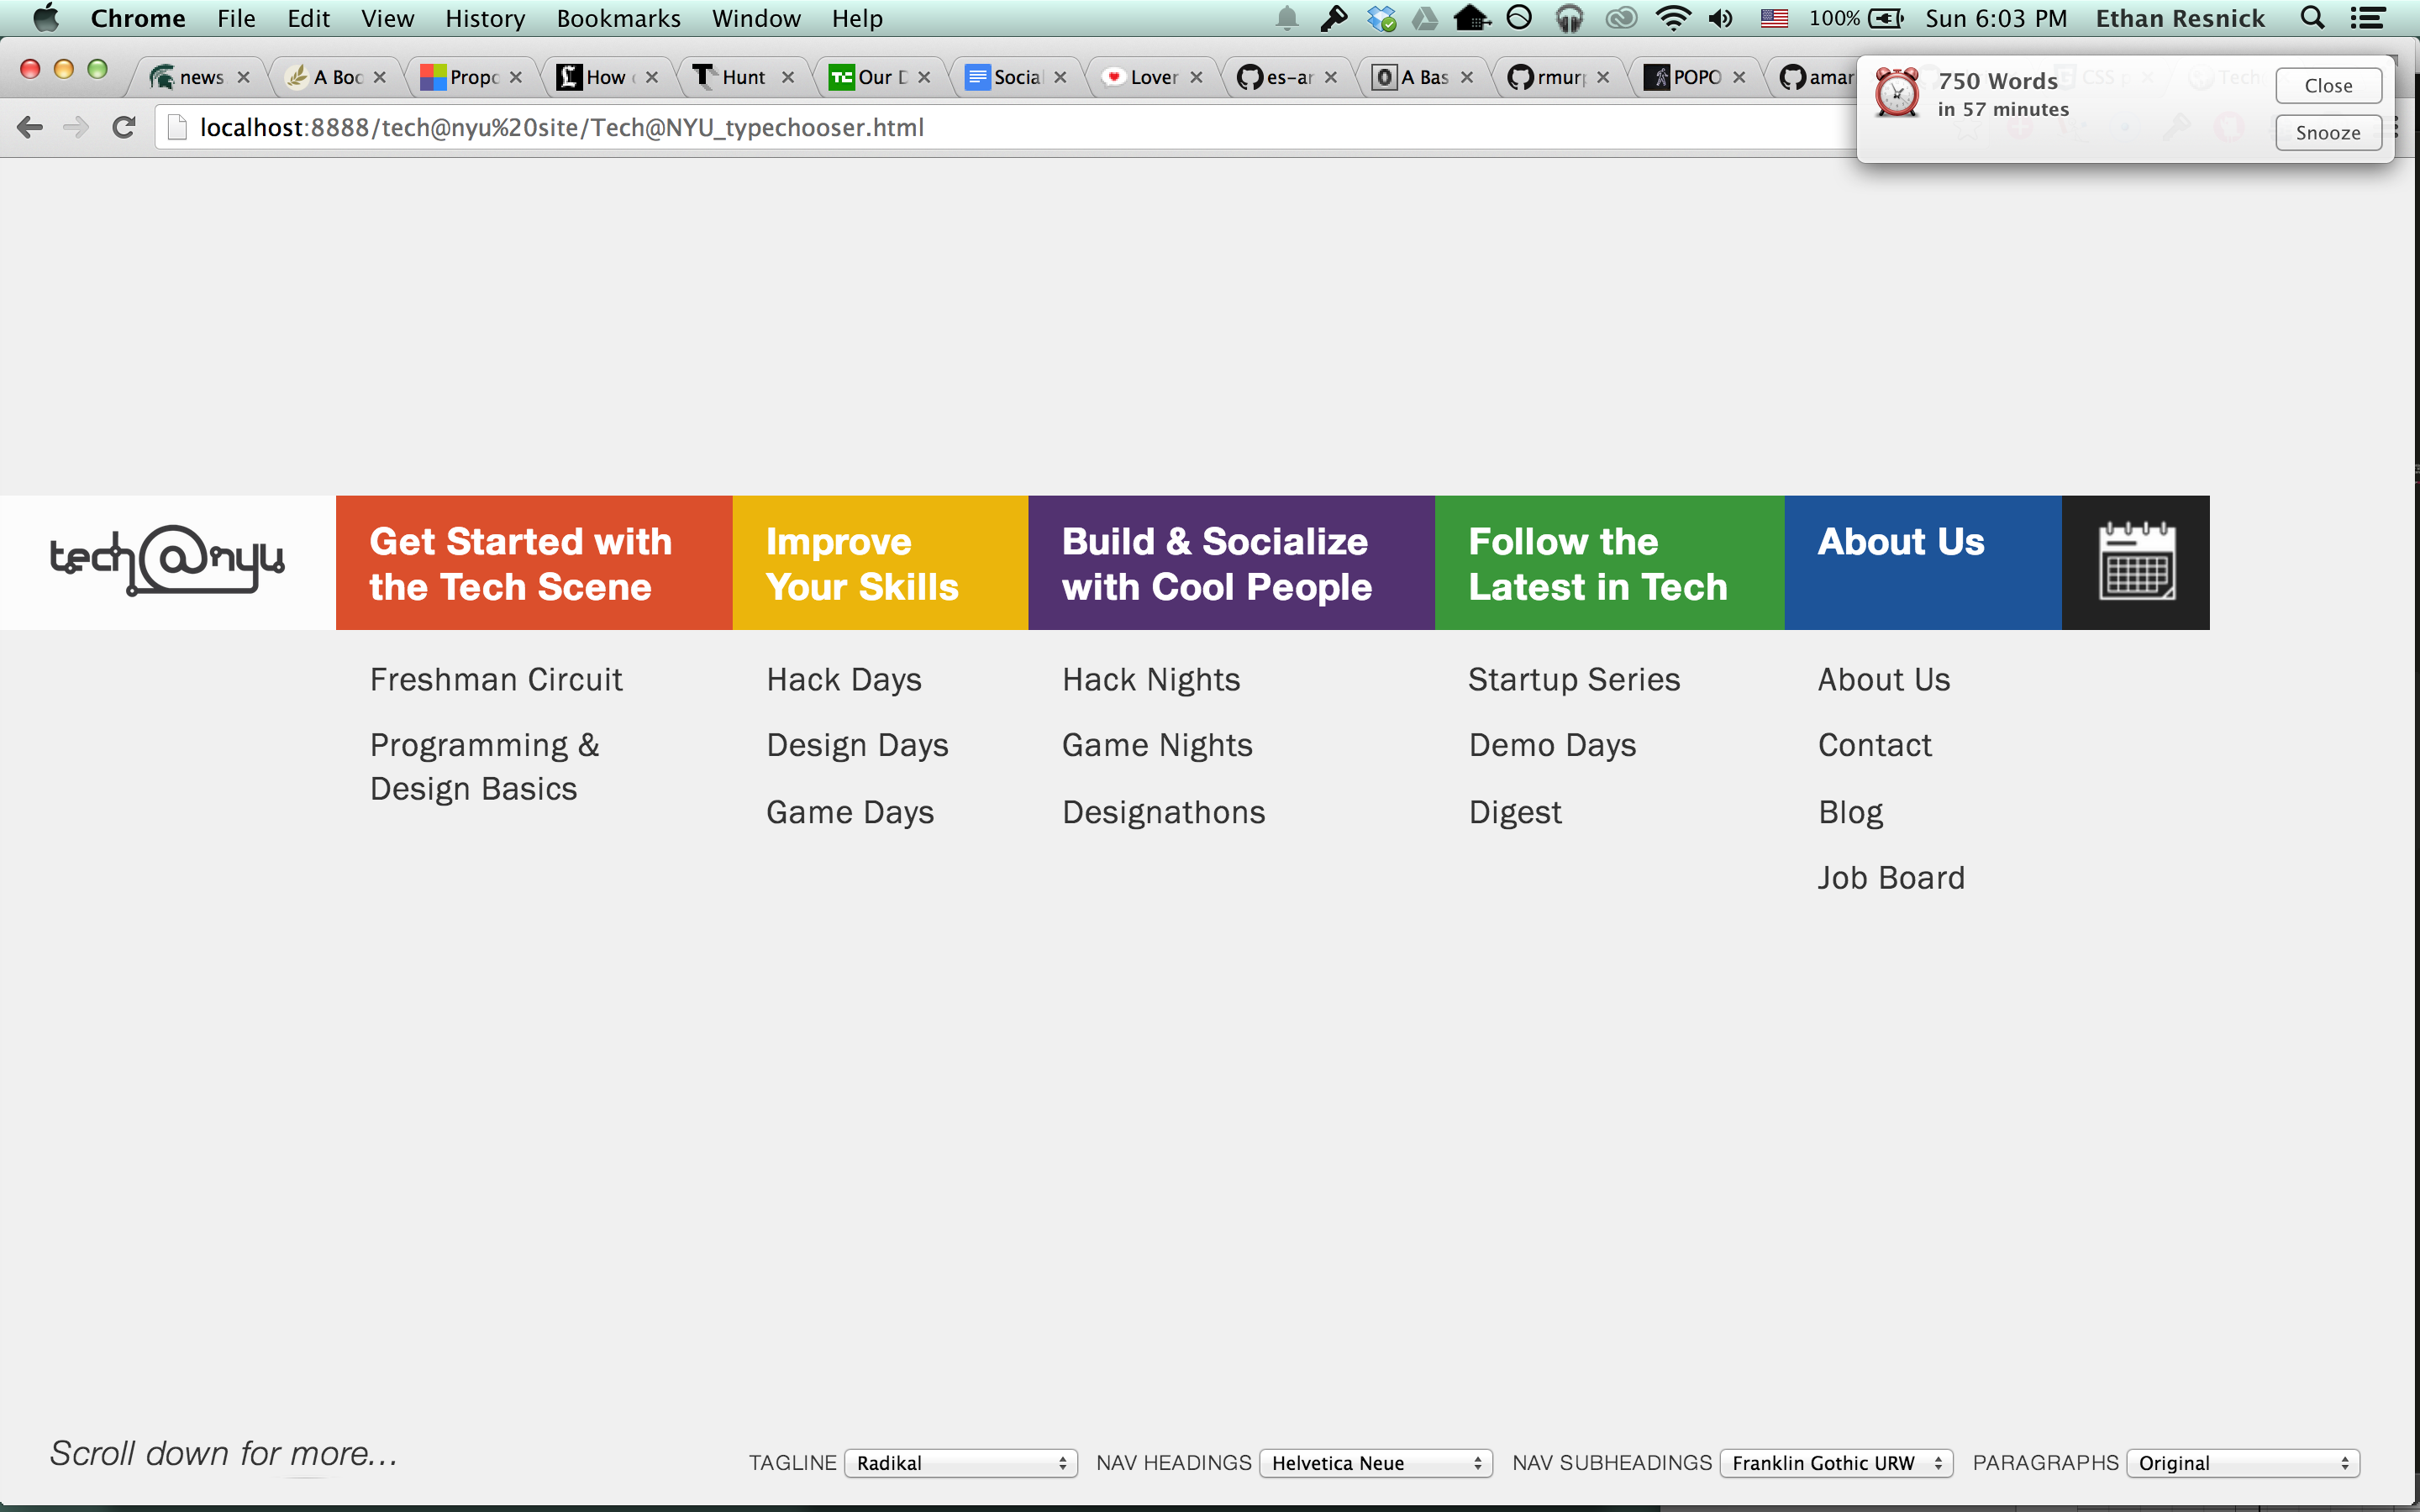 Chrome File Edit View History Bookmarks Window Help 100% Sun 6:03 PM Ethan Resnick
news A Boo Propo How Hunt Our D Social Lover es-ar A Bas rmur POPO amar CSS p Tech
750 Words
in 57 minutes
Close
Snooze
localhost:8888/tech@nyu%20site/Tech@NYU_typechooser.html
tech@nyu
Get Started with
the Tech Scene
Improve
Your Skills
Build & Socialize
with Cool People
Follow the
Latest in Tech
About Us
Freshman Circuit
Programming &
Design Basics
Hack Days
Design Days
Game Days
Hack Nights
Game Nights
Designathons
Startup Series
Demo Days
Digest
About Us
Contact
Blog
Job Board
Scroll down for more...
TAGLINE Radikal NAV HEADINGS Helvetica Neue NAV SUBHEADINGS Franklin Gothic URW PARAGRAPHS Original